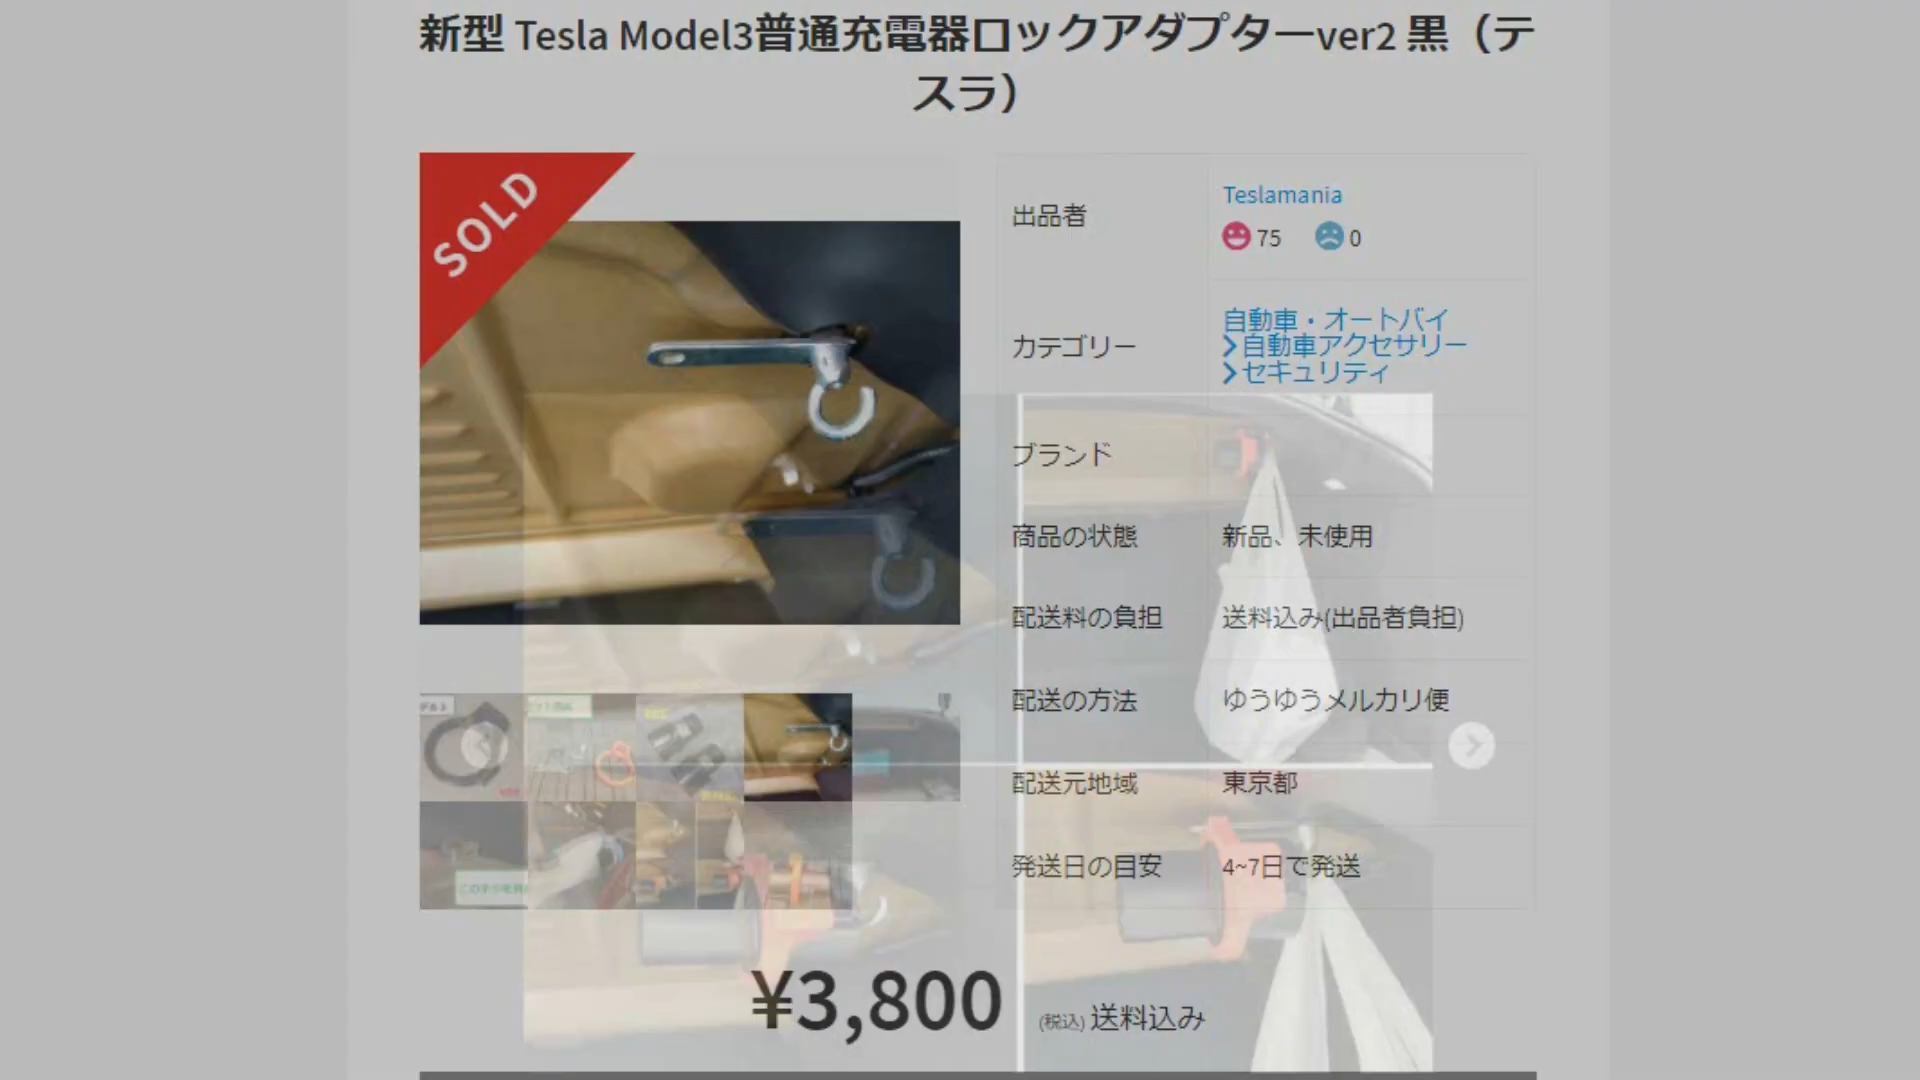 新型 Tesla Model3普通充電器ロックアダプターver2 黒（テ
スラ）
SOLD
出品者
Teslamania
75 0
カテゴリー
自動車・オートバイ
自動車アクセサリー
セキュリティ
ブランド
商品の状態
新品、未使用
配送料の負担
送料込み(出品者負担)
配送の方法
ゆうゆうメルカリ便
配送元地域
東京都
発送日の目安
4~7日で発送
¥3,800 (税込) 送料込み